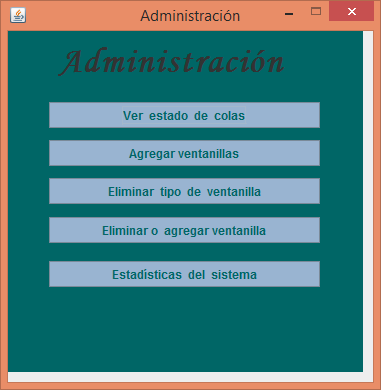 Administración
Administración
Ver estado de colas
Agregar ventanillas
Eliminar tipo de ventanilla
Eliminar o agregar ventanilla
Estadísticas del sistema